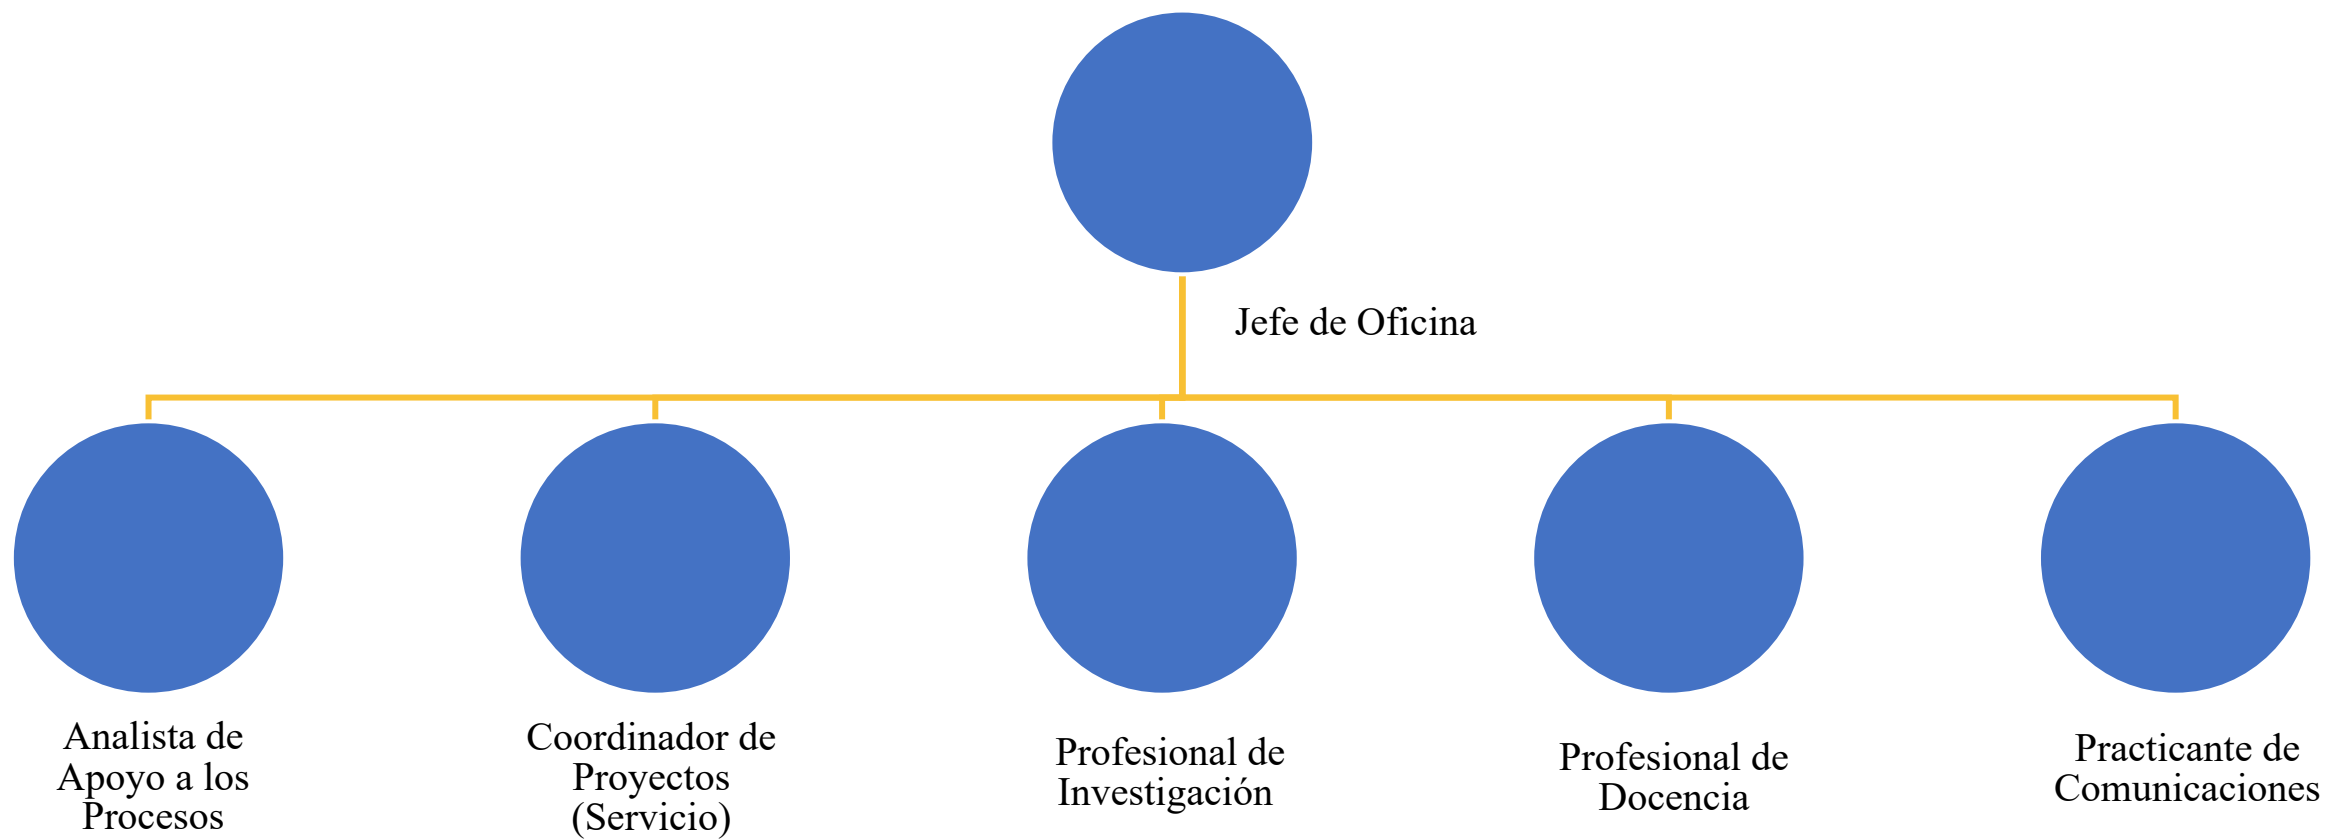 Jefe de Oficina
Analista de
Apoyo a los
Procesos
Coordinador de
Proyectos
(Servicio)
Profesional de
Investigación
Profesional de
Docencia
Practicante de
Comunicaciones